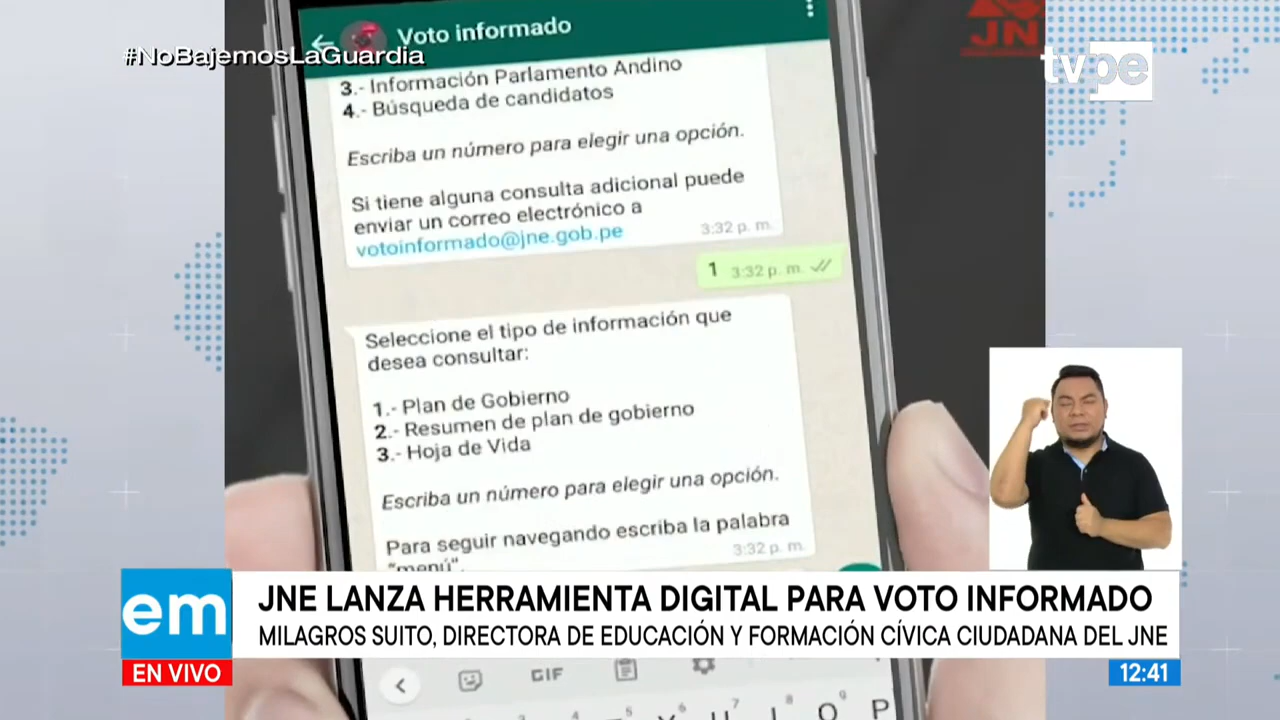 #NoBajemosLaGuardia
Voto informado
JNE
tvpe
3.- Información Parlamento Andino
4.- Búsqueda de candidatos
Escriba un número para elegir una opción.
Si tiene alguna consulta adicional puede
enviar un correo electrónico a
votoinformado@jne.gob.pe
3:32 p. m.
1 3:32 p. m.
Seleccione el tipo de información que
desea consultar:
1.- Plan de Gobierno
2.- Resumen de plan de gobierno
3.- Hoja de Vida
Escriba un número para elegir una opción.
Para seguir navegando escriba la palabra
"menú".
3:32 p. m.
em
EN VIVO
JNE LANZA HERRAMIENTA DIGITAL PARA VOTO INFORMADO
MILAGROS SUITO, DIRECTORA DE EDUCACIÓN Y FORMACIÓN CÍVICA CIUDADANA DEL JNE
12:41
GIF
U I O P